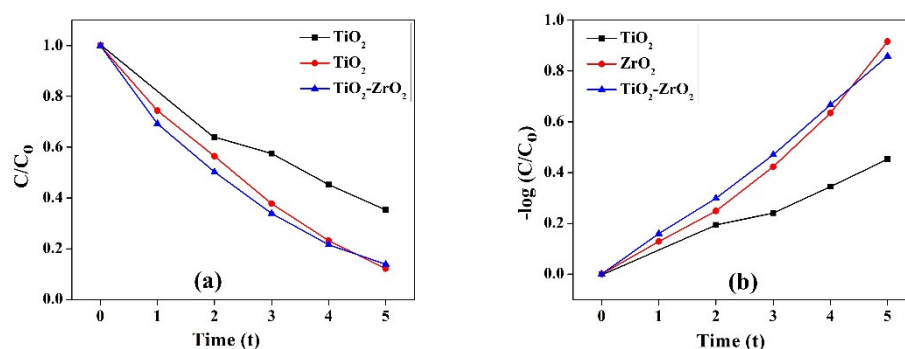 TiO2
TiO2
TiO2-ZrO2
1.0
0.8
0.6
0.4
0.2
0.0
C/C0
(a)
0 1 2 3 4 5
Time (t)
TiO2
ZrO2
TiO2-ZrO2
1.0
0.8
0.6
0.4
0.2
0.0
-log (C/C0)
(b)
0 1 2 3 4 5
Time (t)